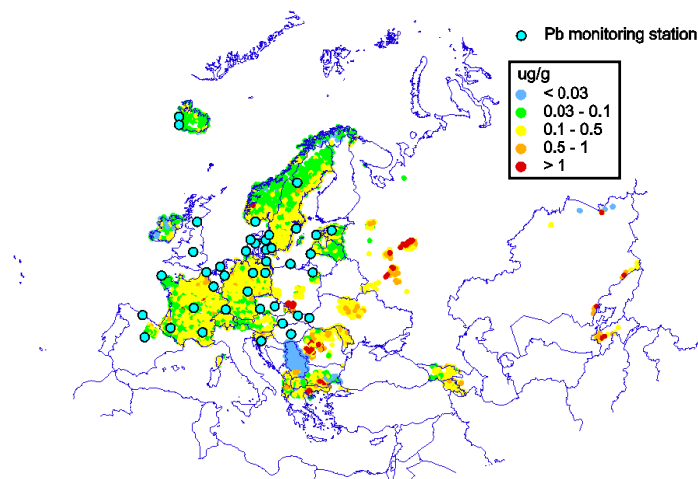 Pb monitoring station
ug/g
< 0.03
0.03 - 0.1
0.1 - 0.5
0.5 - 1
> 1